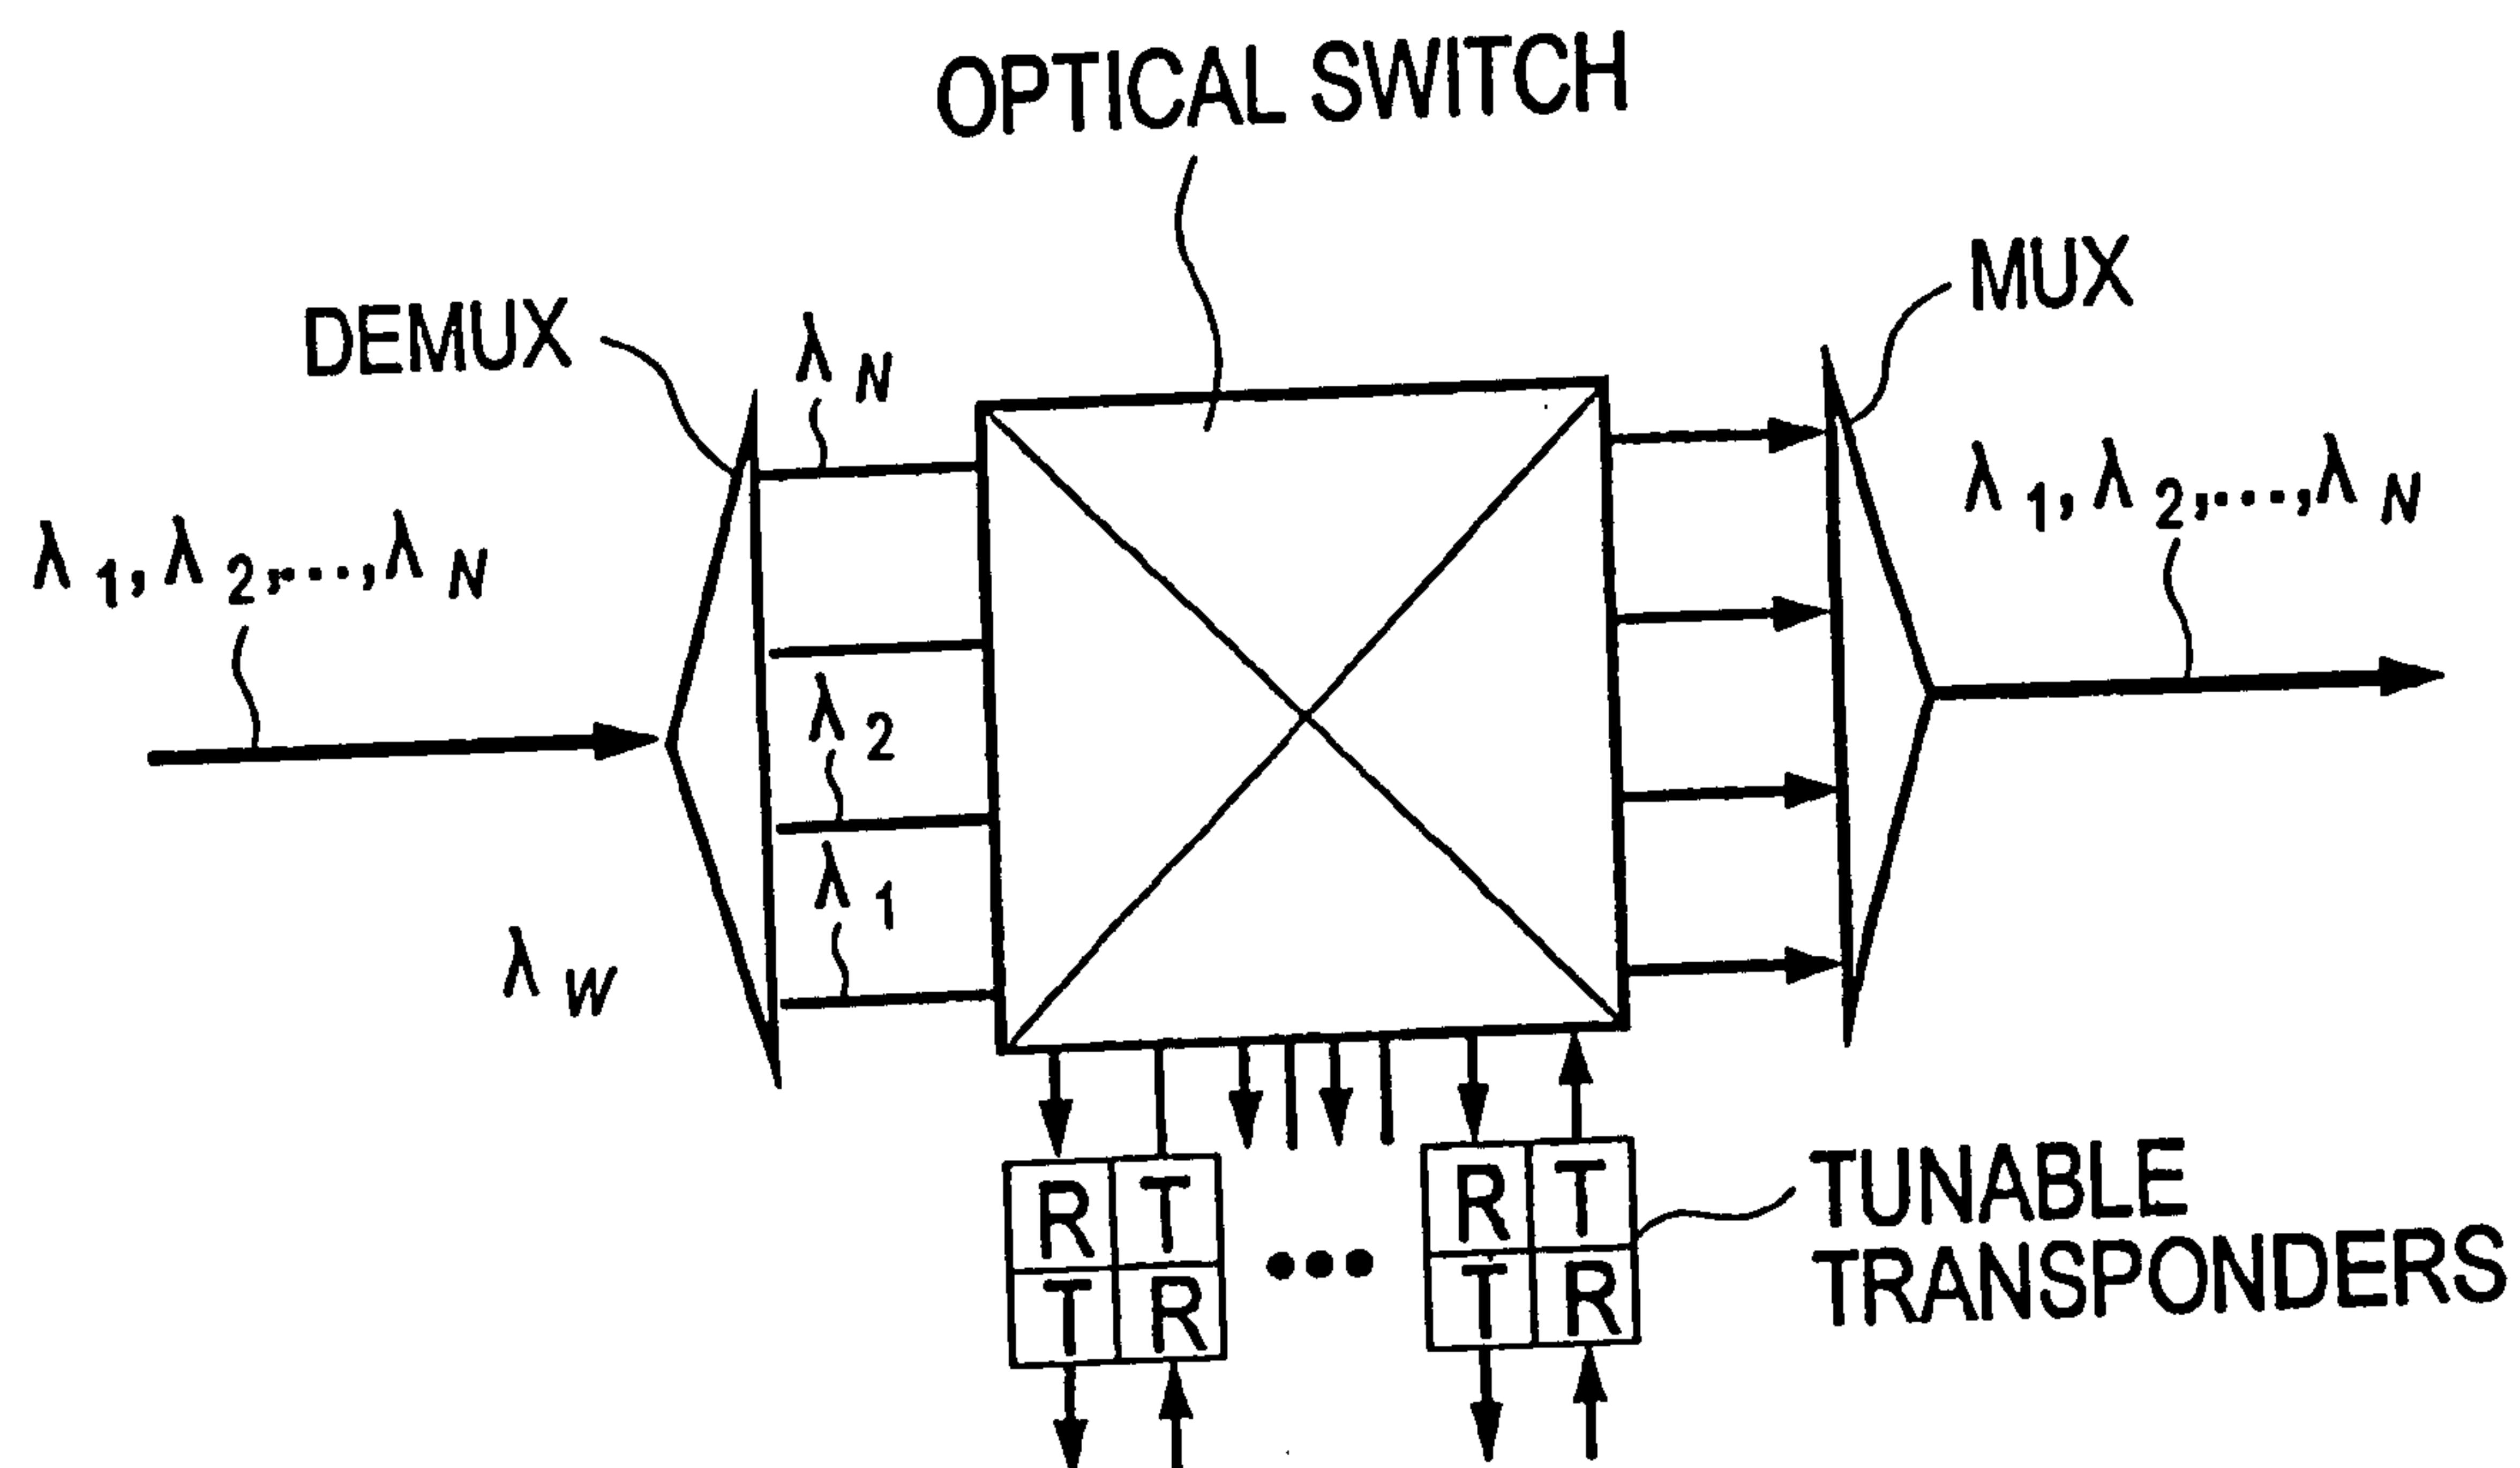 OPTICAL SWITCH
MUX
DEMUX
λ N
λ 1, λ 2,..., λ N
λ 1, λ 2,..., λ N
λ 2
λ 1
λ W
R T
T R
•••
R T
T R
TUNABLE
TRANSPONDERS